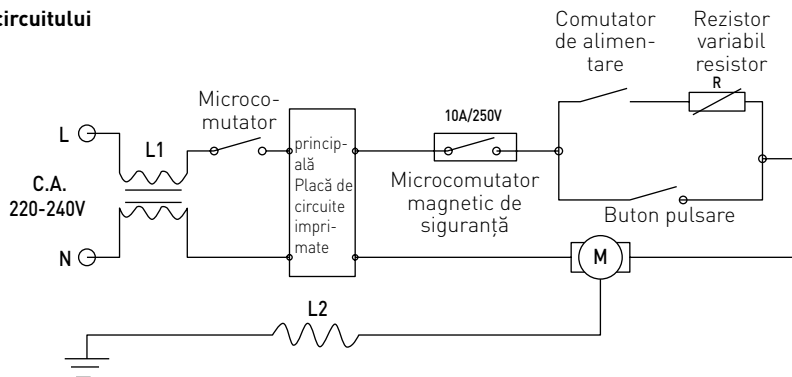 circuitului
Comutator
de alimen-
tare
Rezistor
variabil
resistor
R
Microco-
mutator
10A/250V
L
L1
C.A.
220-240V
N
princip-
ală
Placă de
circuite
impri-
mate
Microcomutator
magnetic de
siguranță
Buton pulsare
M
L2